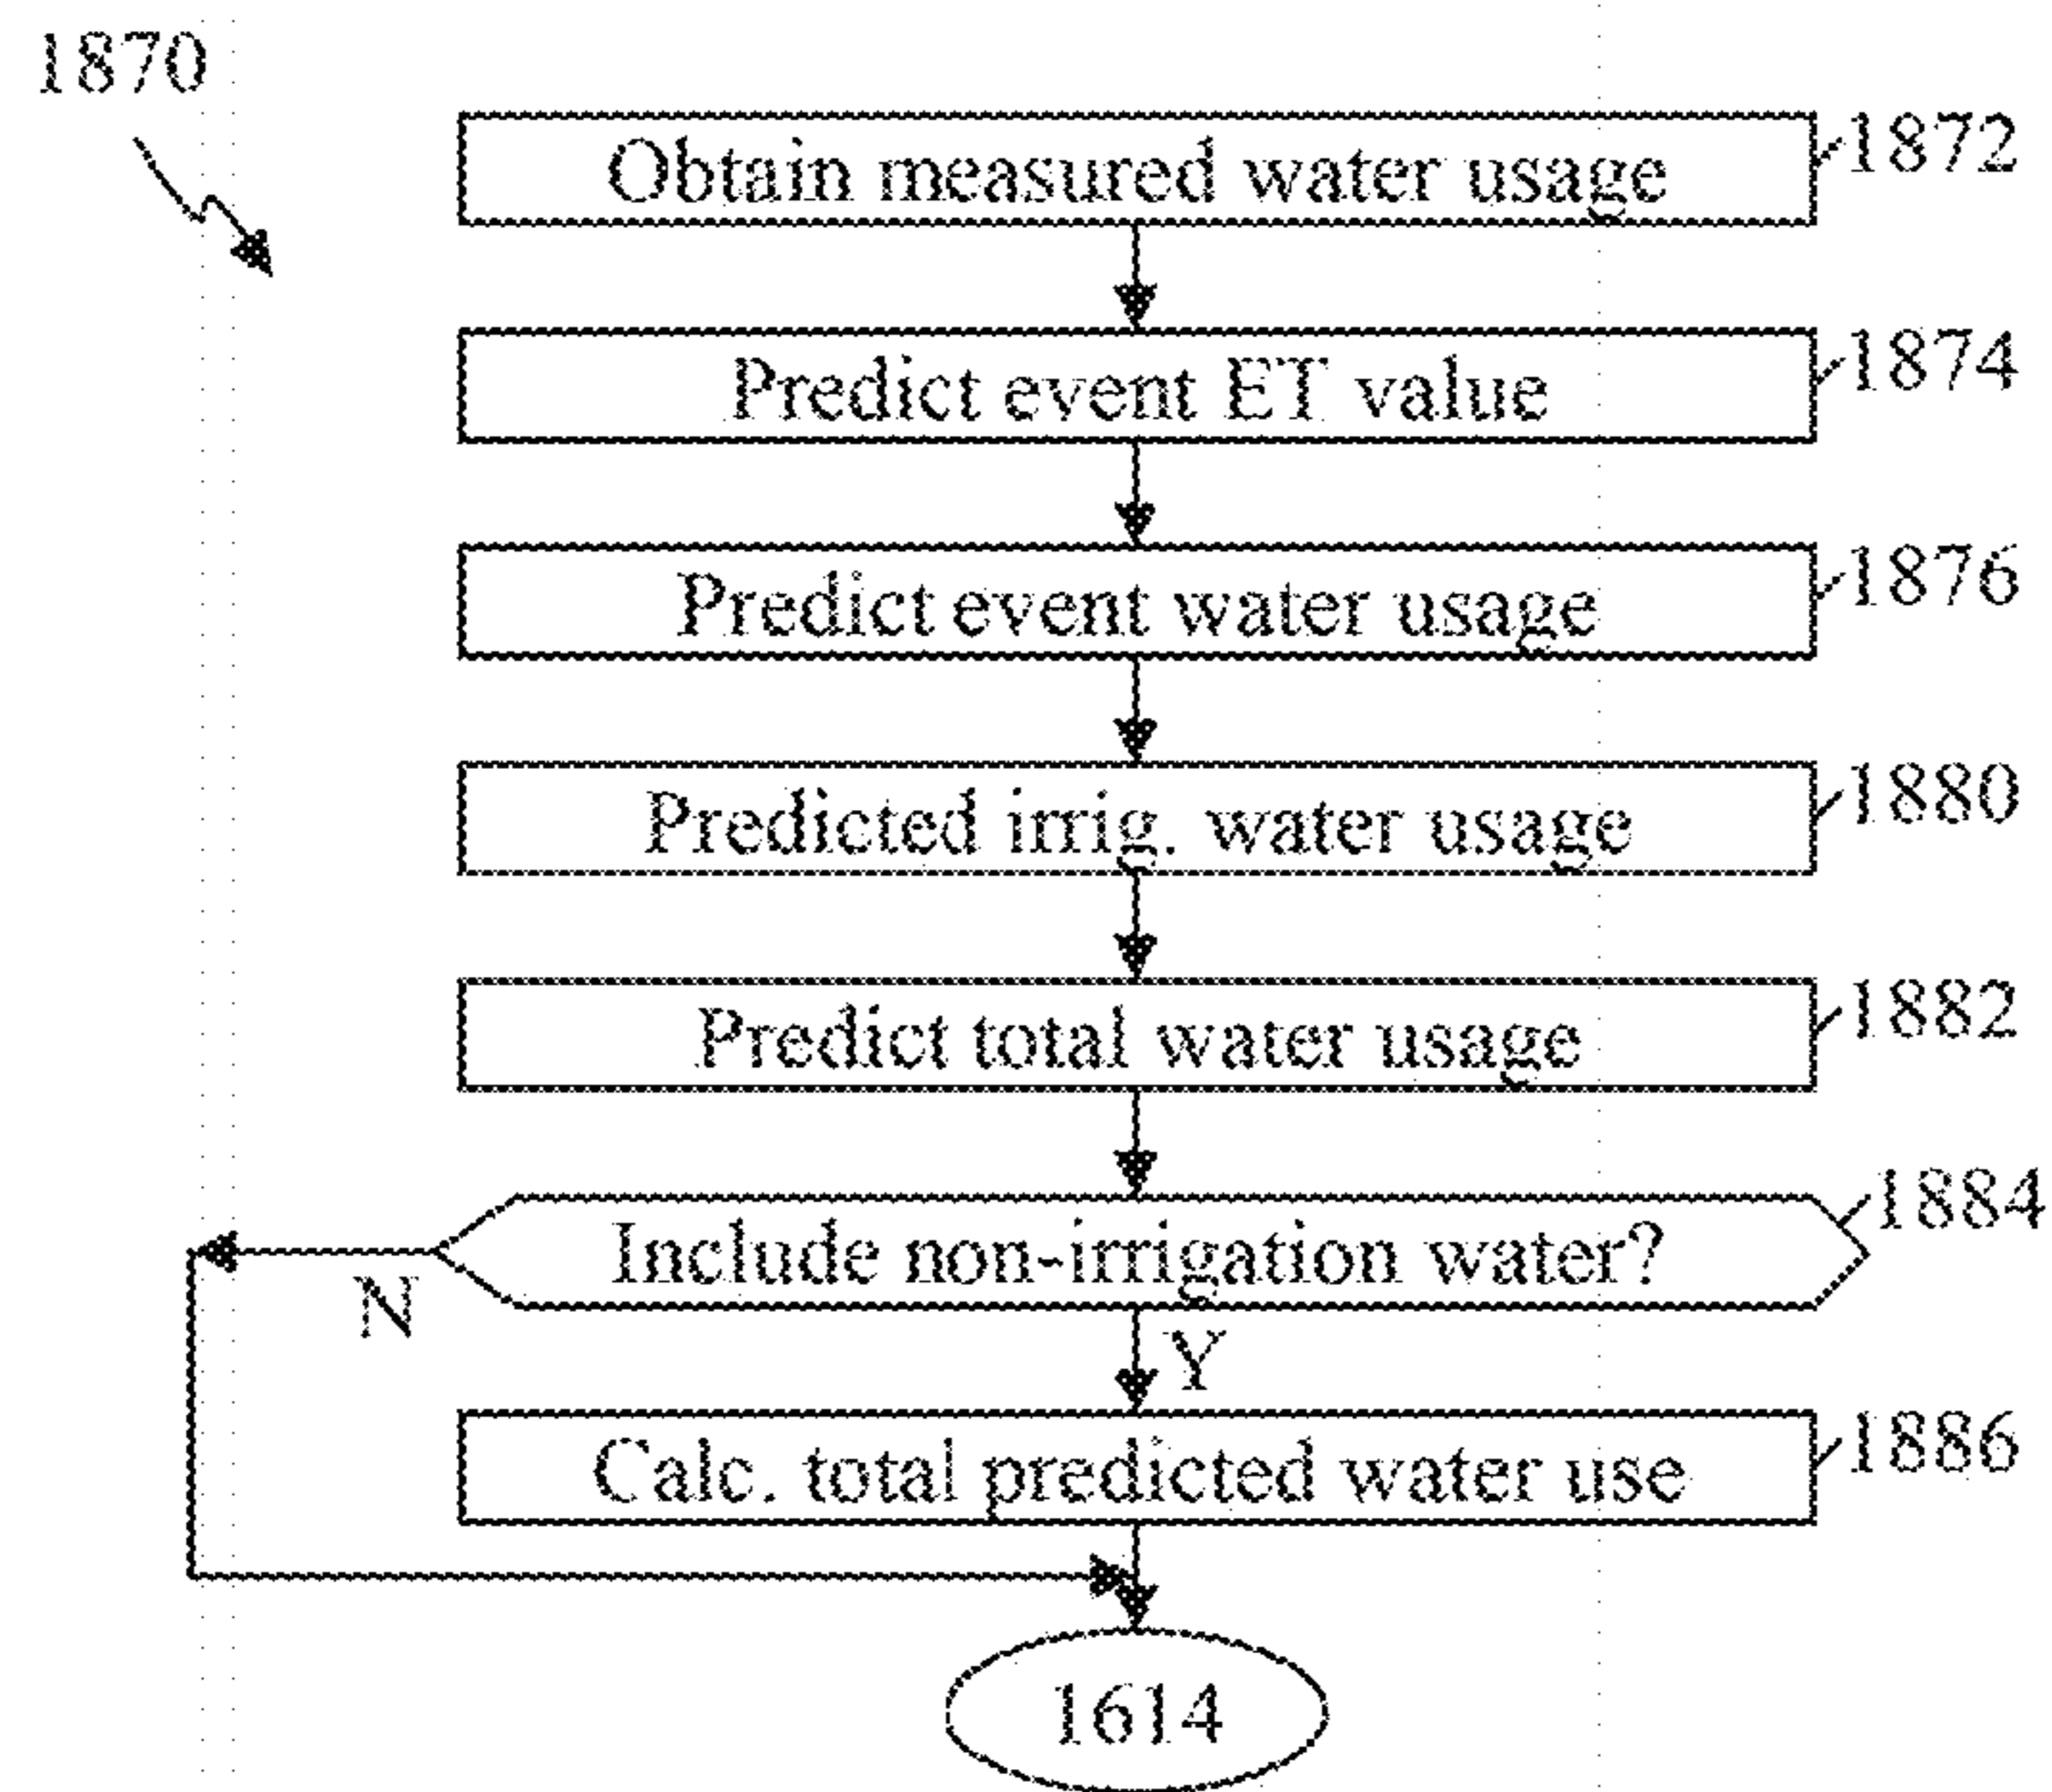 1870
Obtain measured water usage
1872
Predict event ET value
1874
Predict event water usage
1876
Predicted irrig. water usage
1880
Predict total water usage
1882
Include non-irrigation water?
1884
N
Y
Calc. total predicted water use
1886
1614